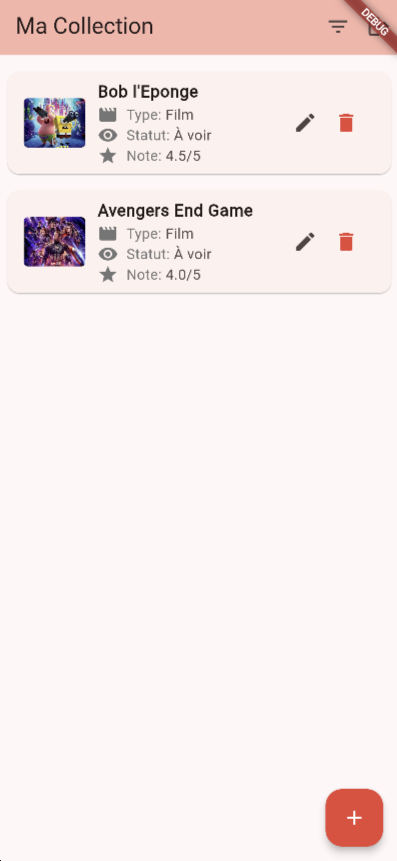 Ma Collection
DEBUG
Bob l'Eponge
Type: Film
Statut: À voir
Note: 4.5/5
Avengers End Game
Type: Film
Statut: À voir
Note: 4.0/5